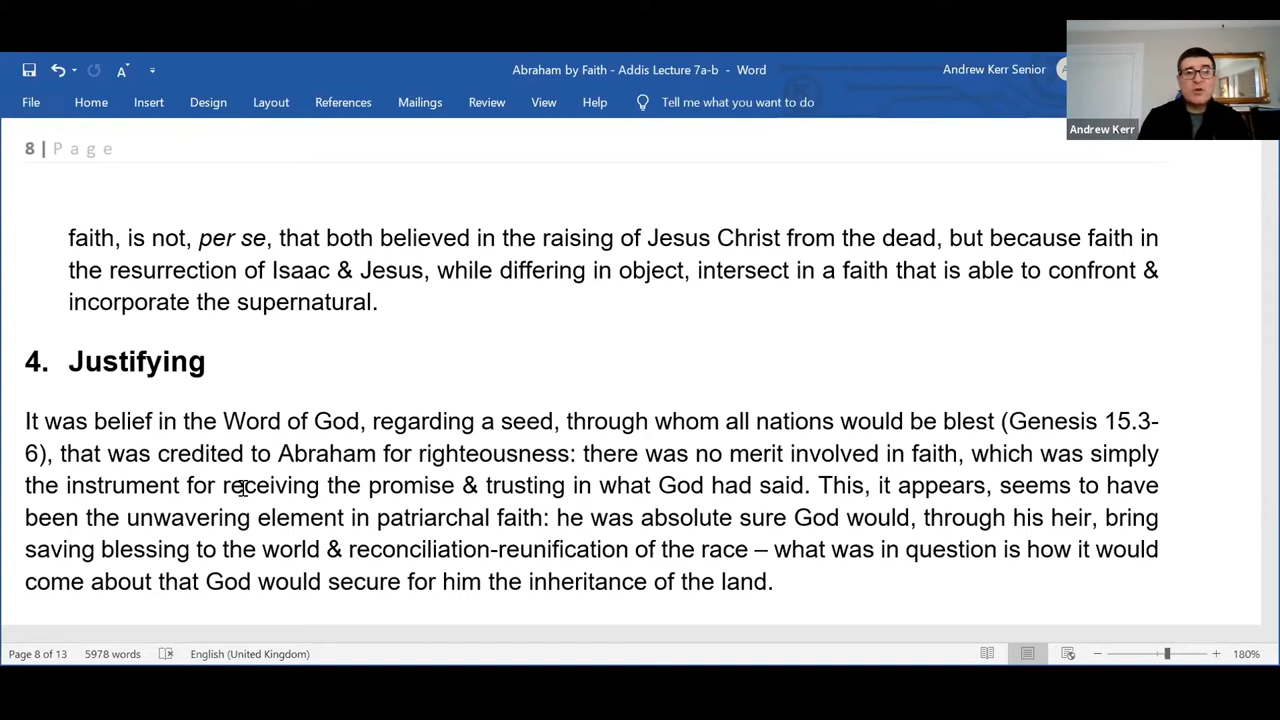 Abraham by Faith - Addis Lecture 7a-b - Word
Andrew Kerr Senior
File Home Insert Design Layout References Mailings Review View Help Tell me what you want to do
Andrew Kerr
8 | P a g e
faith, is not, per se, that both believed in the raising of Jesus Christ from the dead, but because faith in
the resurrection of Isaac & Jesus, while differing in object, intersect in a faith that is able to confront &
incorporate the supernatural.
4. Justifying
It was belief in the Word of God, regarding a seed, through whom all nations would be blest (Genesis 15.3-
6), that was credited to Abraham for righteousness: there was no merit involved in faith, which was simply
the instrument for receiving the promise & trusting in what God had said. This, it appears, seems to have
been the unwavering element in patriarchal faith: he was absolute sure God would, through his heir, bring
saving blessing to the world & reconciliation-reunification of the race – what was in question is how it would
come about that God would secure for him the inheritance of the land.
Page 8 of 13 5978 words English (United Kingdom) 180%